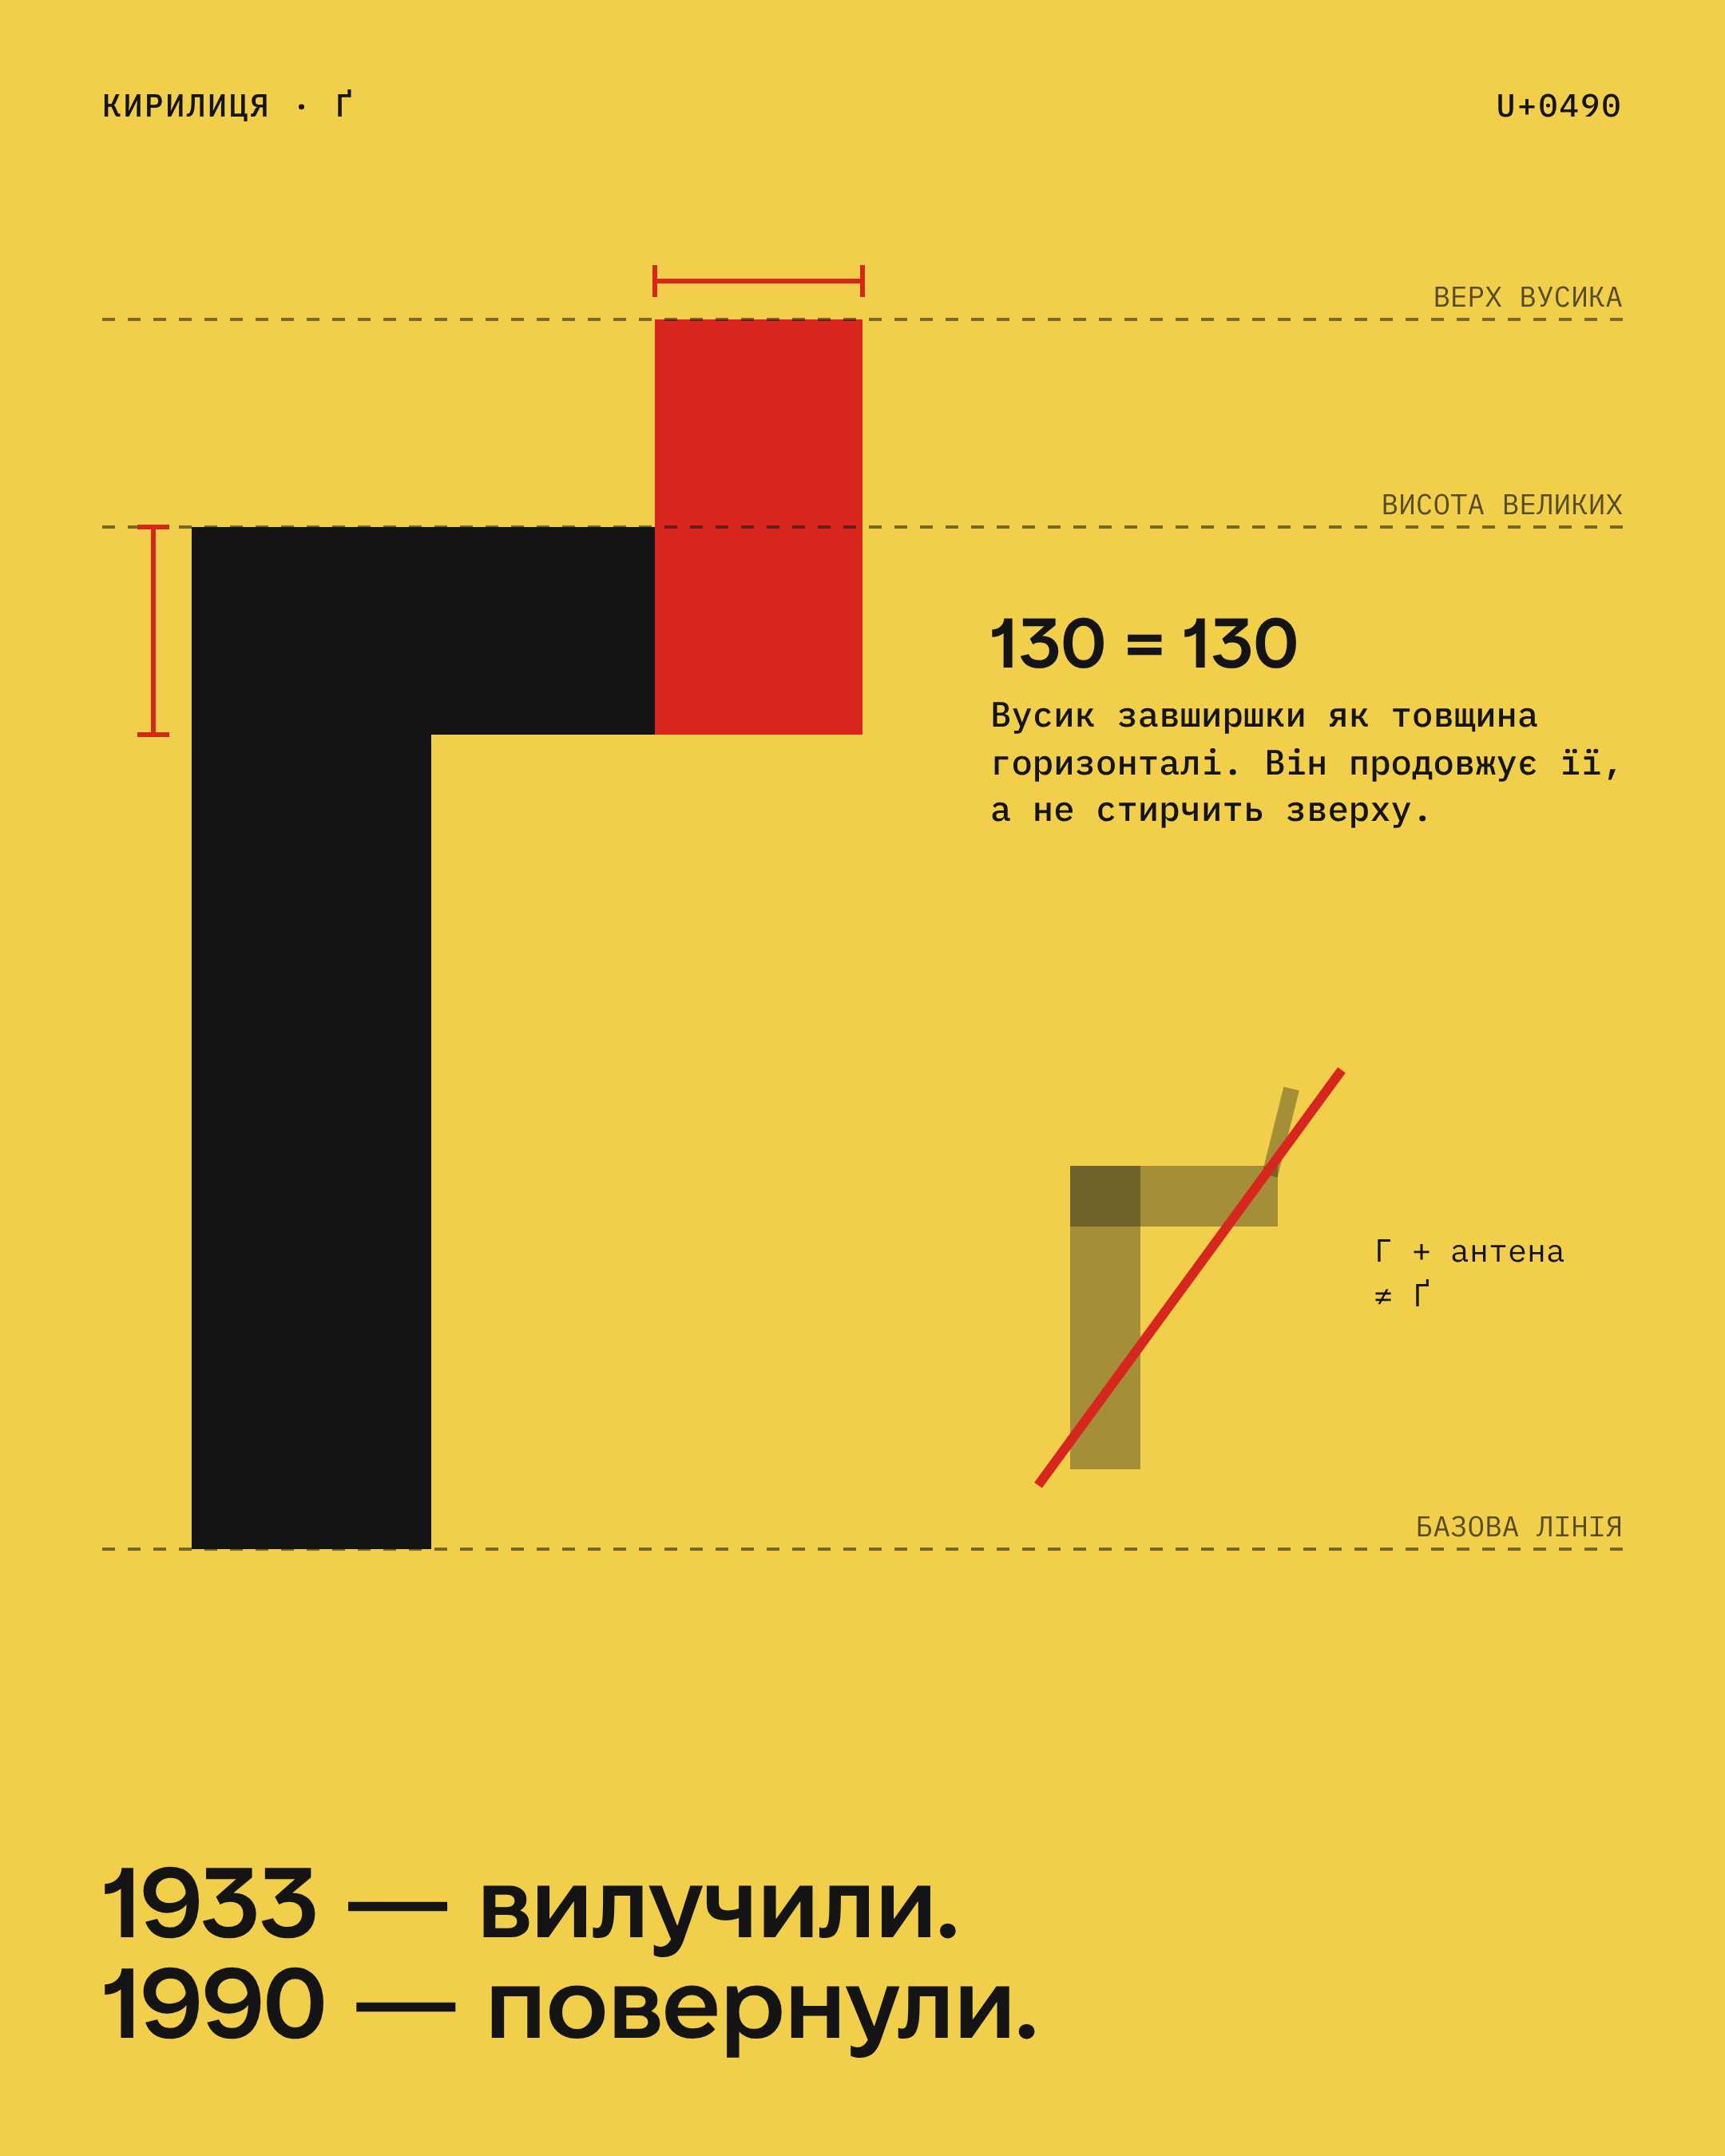 КИРИЛИЦЯ · Ґ
U+0490
ВЕРХ ВУСИКА
ВИСОТА ВЕЛИКИХ
130 = 130
Вусик завширшки як товщина
горизонталі. Він продовжує її,
а не стирчить зверху.
Г + антена
≠ Ґ
БАЗОВА ЛІНІЯ
1933 — вилучили.
1990 — повернули.